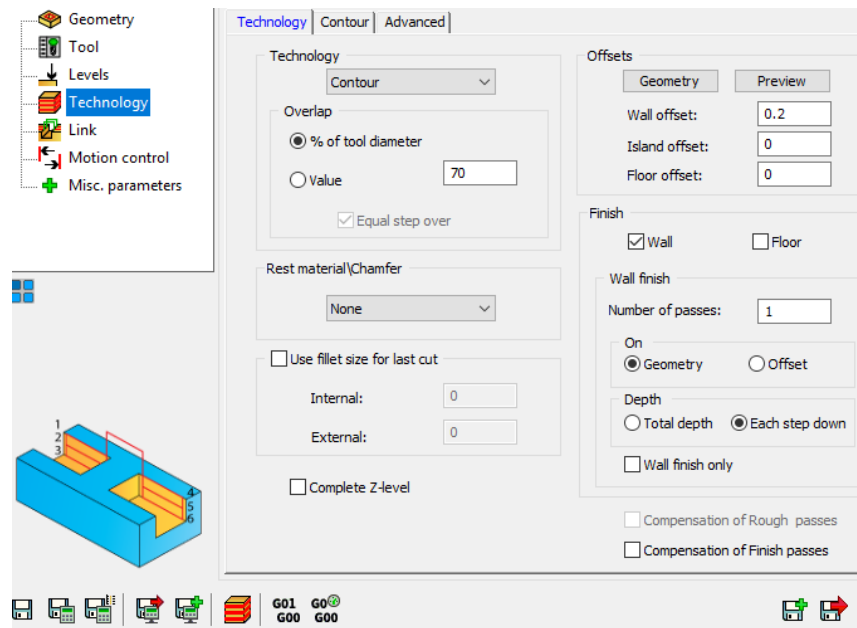 Geometry
Tool
Levels
Technology
Link
Motion control
Misc. parameters
1
2
3
4
5
6
Technology
Contour
Advanced
Technology
Contour
Overlap
% of tool diameter
Value
70
Equal step over
Rest material\Chamfer
None
Use fillet size for last cut
Internal:
0
External:
0
Complete Z-level
Offsets
Geometry
Preview
Wall offset:
0.2
Island offset:
0
Floor offset:
0
Finish
Wall
Floor
Wall finish
Number of passes:
1
On
Geometry
Offset
Depth
Total depth
Each step down
Wall finish only
Compensation of Rough passes
Compensation of Finish passes
G01
G00
G0
G00